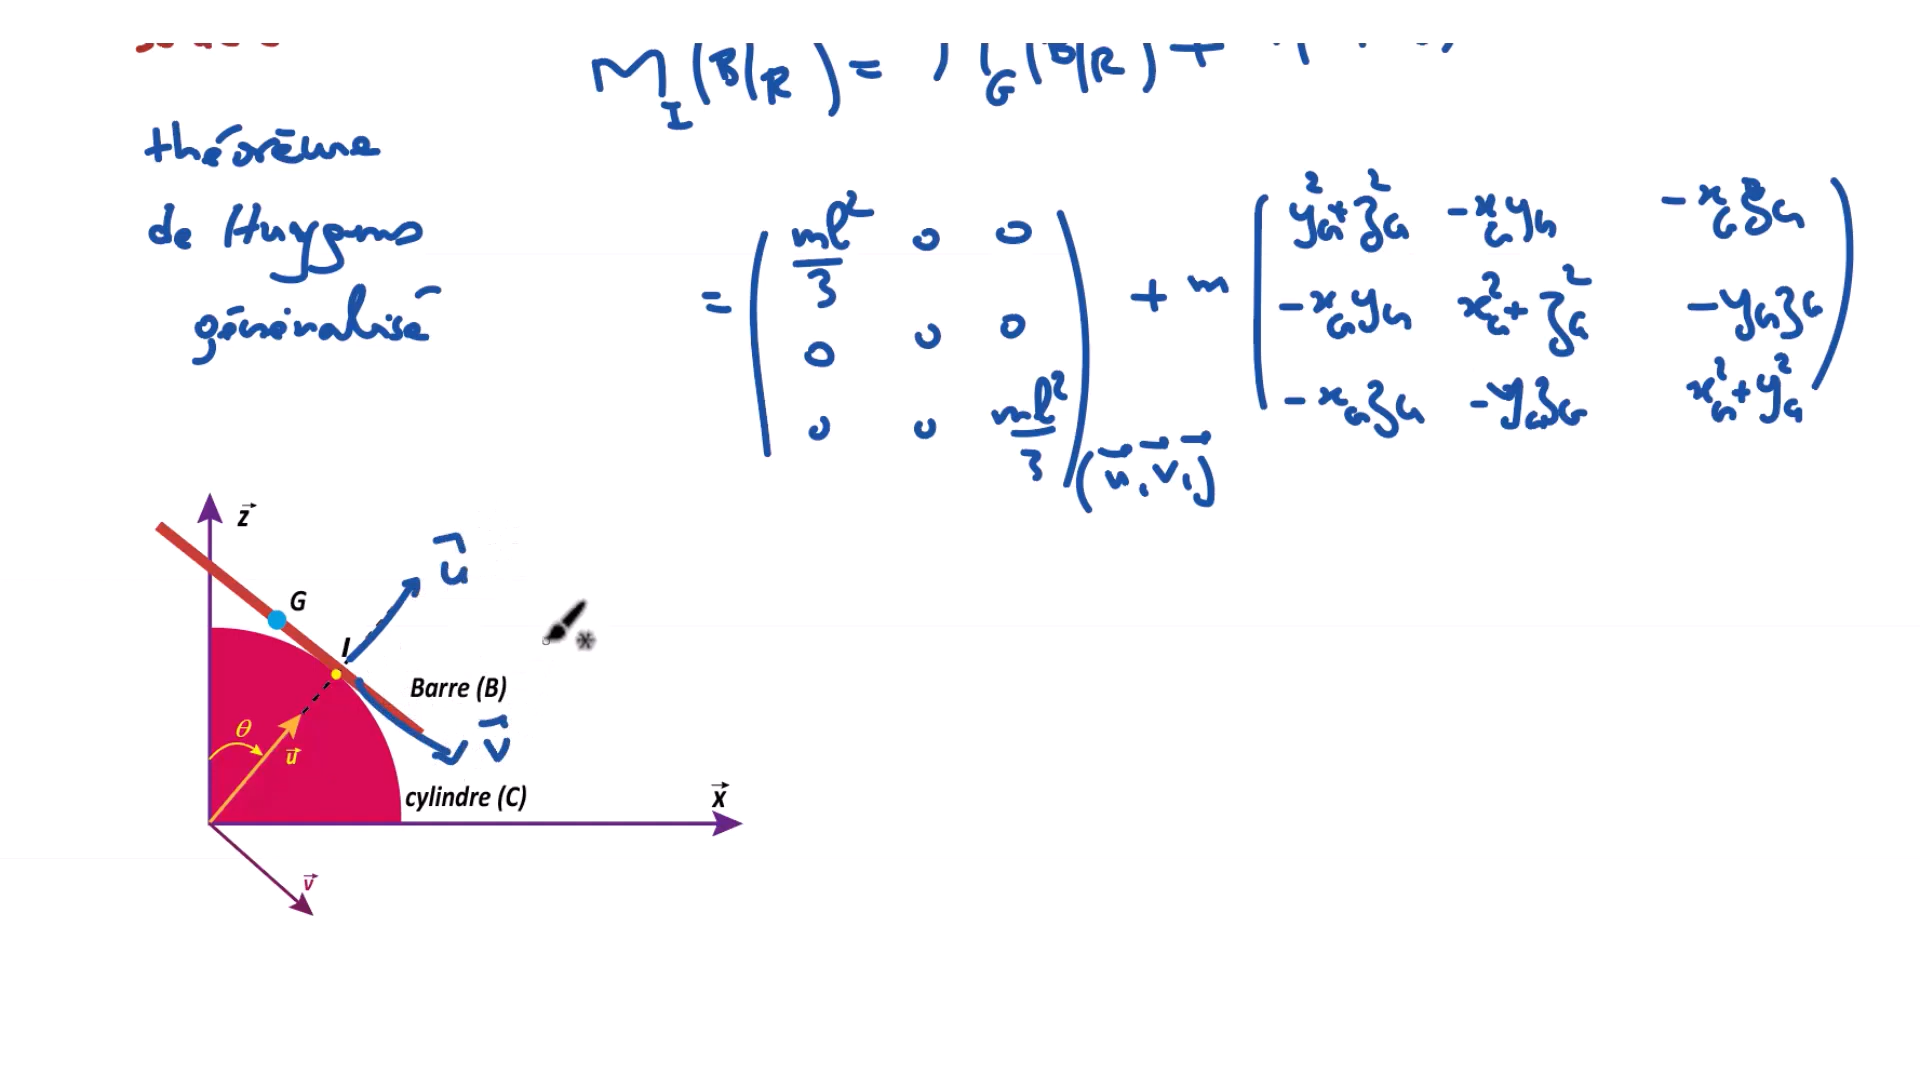 M_I (B/R) = M_G (B/R) +
théorème
de Huygens
généralisé
= ( ml²/3 0 0 ) + m ( y_G² + z_G² -x_G y_G -x_G z_G )
( 0 0 0 ) ( -x_G y_G x_G² + z_G² -y_G z_G )
( 0 0 ml²/3 ) ( -x_G z_G -y_G z_G x_G² + y_G² )
(u⃗, v⃗, )
z⃗
u⃗
G
I
Barre (B)
θ
u⃗
v⃗
cylindre (C)
x⃗
v⃗